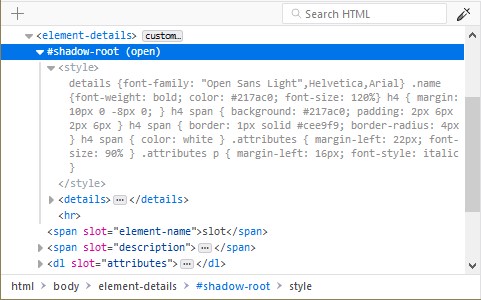 + Search HTML
<element-details> custom…
#shadow-root (open)
<style>
details {font-family: "Open Sans Light",Helvetica,Arial} .name
{font-weight: bold; color: #217ac0; font-size: 120%} h4 { margin:
10px 0 -8px 0; } h4 span { background: #217ac0; padding: 2px 6px
2px 6px } h4 span { border: 1px solid #cee9f9; border-radius: 4px
} h4 span { color: white } .attributes { margin-left: 22px; font-
size: 90% } .attributes p { margin-left: 16px; font-style: italic
}
</style>
<details>⋯</details>
<hr>
<span slot="element-name">slot</span>
<span slot="description">⋯</span>
<dl slot="attributes">⋯</dl>
html > body > element-details > #shadow-root > style